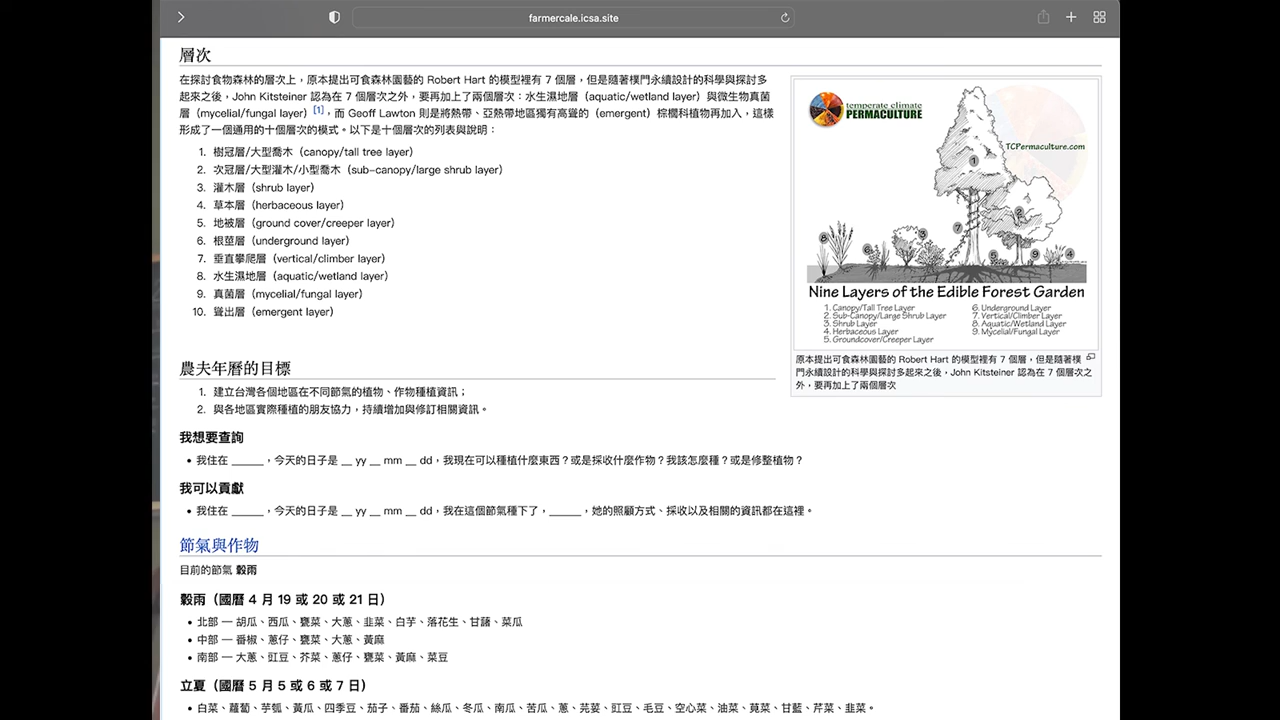 farmercale.icsa.site
層次
在探討食物森林的層次上，原本提出可食森林園藝的 Robert Hart 的模型裡有 7 個層，但是隨著樸門永續設計的科學與探討多
起來之後，John Kitsteiner 認為在 7 個層次之外，要再加上了兩個層次：水生濕地層（aquatic/wetland layer）與微生物真菌
層（mycelial/fungal layer）[1]，而 Geoff Lawton 則是將熱帶、亞熱帶地區獨有高聳的（emergent）棕櫚科植物再加入，這樣
形成了一個通用的十個層次的模式。以下是十個層次的列表與說明：
1. 樹冠層/大型喬木（canopy/tall tree layer）
2. 次冠層/大型灌木/小型喬木（sub-canopy/large shrub layer）
3. 灌木層（shrub layer）
4. 草本層（herbaceous layer）
5. 地被層（ground cover/creeper layer）
6. 根莖層（underground layer）
7. 垂直攀爬層（vertical/climber layer）
8. 水生濕地層（aquatic/wetland layer）
9. 真菌層（mycelial/fungal layer）
10. 聳出層（emergent layer）
temperate climate
PERMACULTURE
TCPermaculture.com
1
2
7
8
3
6
5
9
4
Nine Layers of the Edible Forest Garden
1. Canopy/Tall Tree Layer
2. Sub-Canopy/Large Shrub Layer
3. Shrub Layer
4. Herbaceous Layer
5. Groundcover/Creeper Layer
6. Underground Layer
7. Vertical/Climber Layer
8. Aquatic/Wetland Layer
9. Mycelial/Fungal Layer
原本提出可食森林園藝的 Robert Hart 的模型裡有 7 個層，但是隨著樸
門永續設計的科學與探討多起來之後，John Kitsteiner 認為在 7 個層次之
外，要再加上了兩個層次
農夫年曆的目標
1. 建立台灣各個地區在不同節氣的植物、作物種植資訊；
2. 與各地區實際種植的朋友協力，持續增加與修訂相關資訊。
我想要查詢
• 我住在 ______，今天的日子是 __ yy __ mm __ dd，我現在可以種植什麼東西？或是採收什麼作物？我該怎麼種？或是修整植物？
我可以貢獻
• 我住在 ______，今天的日子是 __ yy __ mm __ dd，我在這個節氣種下了，______，她的照顧方式、採收以及相關的資訊都在這裡。
節氣與作物
目前的節氣 穀雨
穀雨（國曆 4 月 19 或 20 或 21 日）
• 北部 — 胡瓜、西瓜、甕菜、大蔥、韭菜、白芋、落花生、甘藷、菜瓜
• 中部 — 番椒、蔥仔、甕菜、大蔥、黃麻
• 南部 — 大蔥、豇豆、芥菜、蔥仔、甕菜、黃麻、菜豆
立夏（國曆 5 月 5 或 6 或 7 日）
• 白菜、蘿蔔、芋瓠、黃瓜、四季豆、茄子、番茄、絲瓜、冬瓜、南瓜、苦瓜、蔥、芫荽、豇豆、毛豆、空心菜、油菜、莧菜、甘藍、芹菜、韭菜。